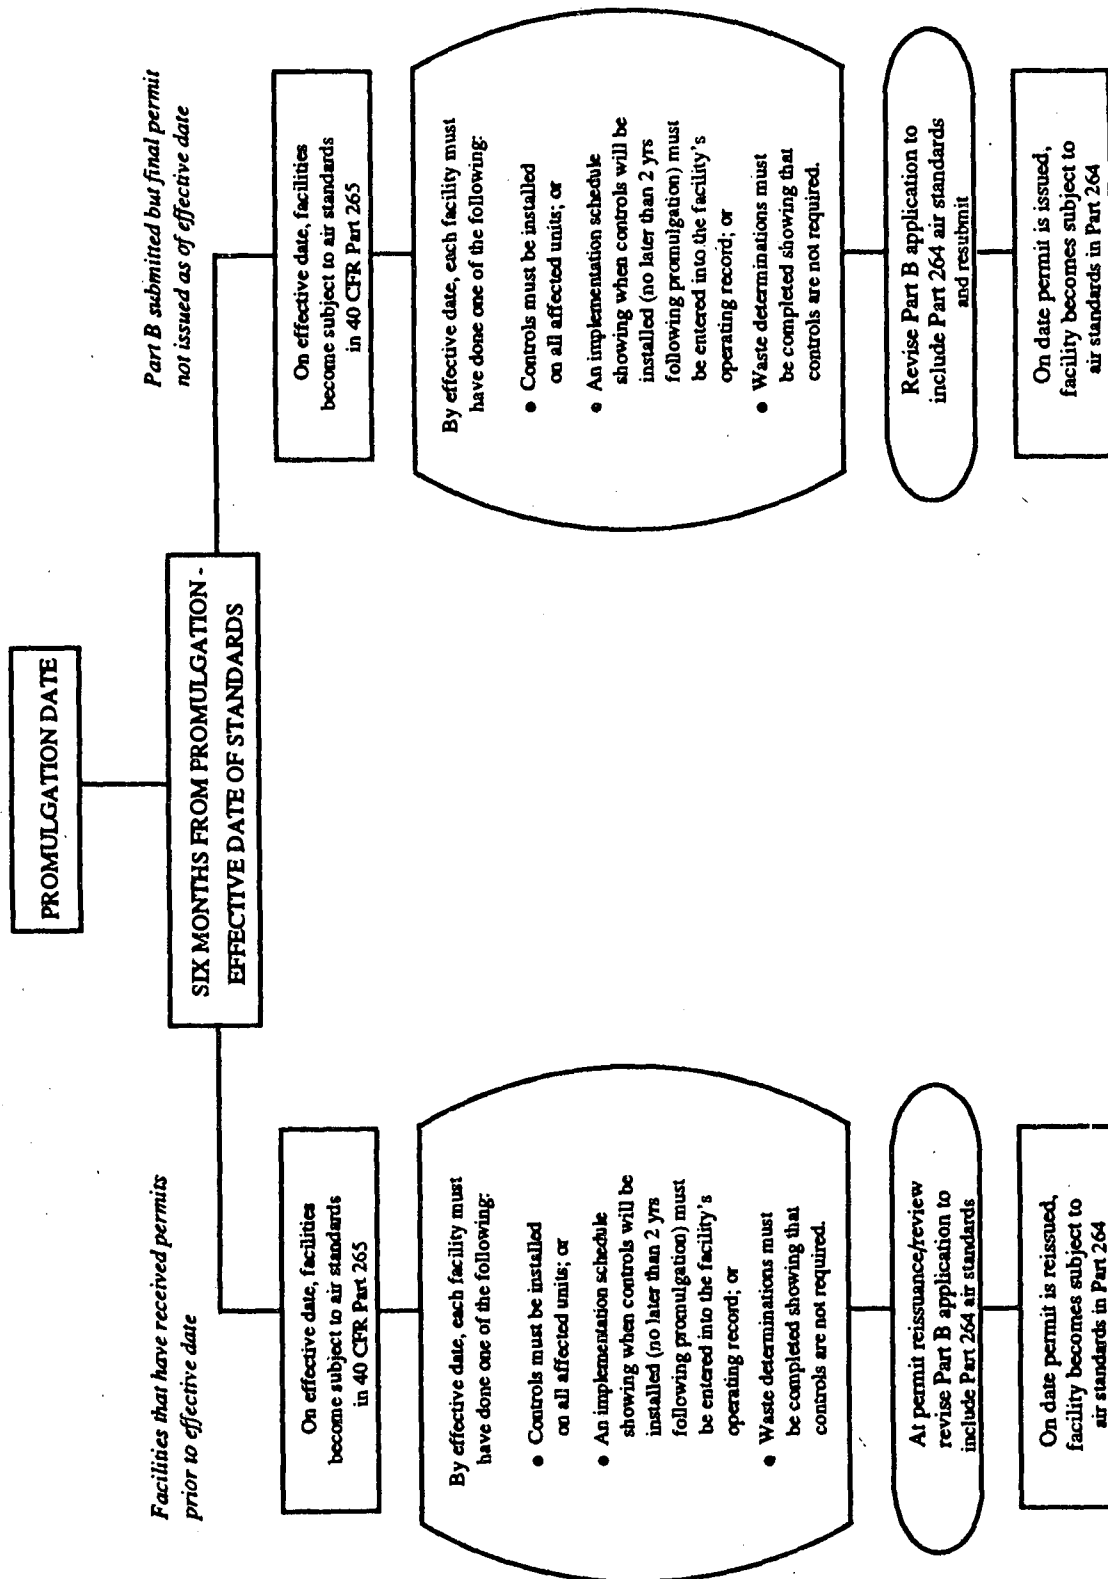 PROMULGATION DATE
SIX MONTHS FROM PROMULGATION -
EFFECTIVE DATE OF STANDARDS
Facilities that have received permits
prior to effective date
On effective date, facilities
become subject to air standards
in 40 CFR Part 265
By effective date, each facility must
have done one of the following:
● Controls must be installed
on all affected units; or
● An implementation schedule
showing when controls will be
installed (no later than 2 yrs
following promulgation) must
be entered into the facility's
operating record; or
● Waste determinations must
be completed showing that
controls are not required.
At permit reissuance/review
revise Part B application to
include Part 264 air standards
On date permit is reissued,
facility becomes subject to
air standards in Part 264
Part B submitted but final permit
not issued as of effective date
On effective date, facilities
become subject to air standards
in 40 CFR Part 265
By effective date, each facility must
have done one of the following:
● Controls must be installed
on all affected units; or
● An implementation schedule
showing when controls will be
installed (no later than 2 yrs
following promulgation) must
be entered into the facility's
operating record; or
● Waste determinations must
be completed showing that
controls are not required.
Revise Part B application to
include Part 264 air standards
and resubmit
On date permit is issued,
facility becomes subject to
air standards in Part 264